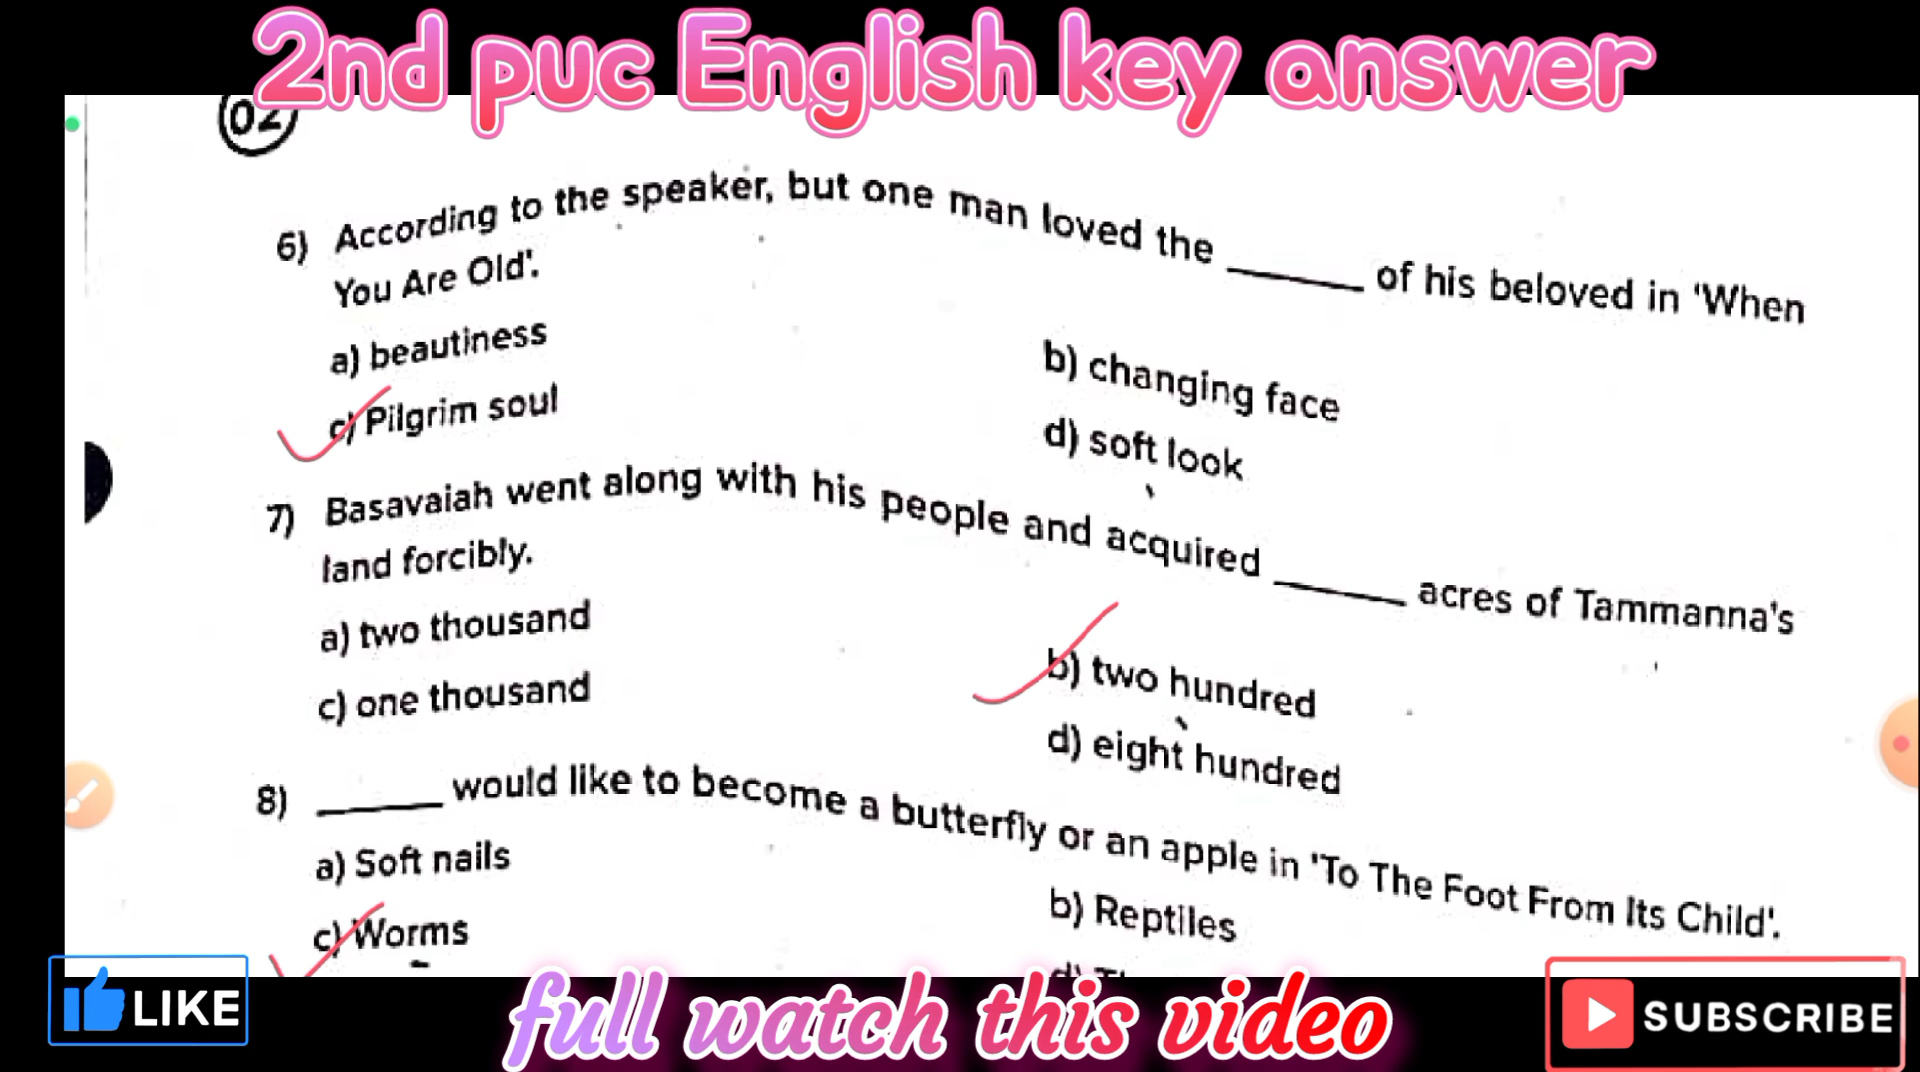 2nd puc English key answer
02
6) According to the speaker, but one man loved the ______ of his beloved in 'When
You Are Old'.
a) beautiness
b) changing face
c) Pilgrim soul
d) soft look
7) Basavaiah went along with his people and acquired ______ acres of Tammanna's
land forcibly.
a) two thousand
b) two hundred
c) one thousand
d) eight hundred
8) ______ would like to become a butterfly or an apple in 'To The Foot From Its Child'.
a) Soft nails
b) Reptiles
c) Worms
LIKE
full watch this video
SUBSCRIBE